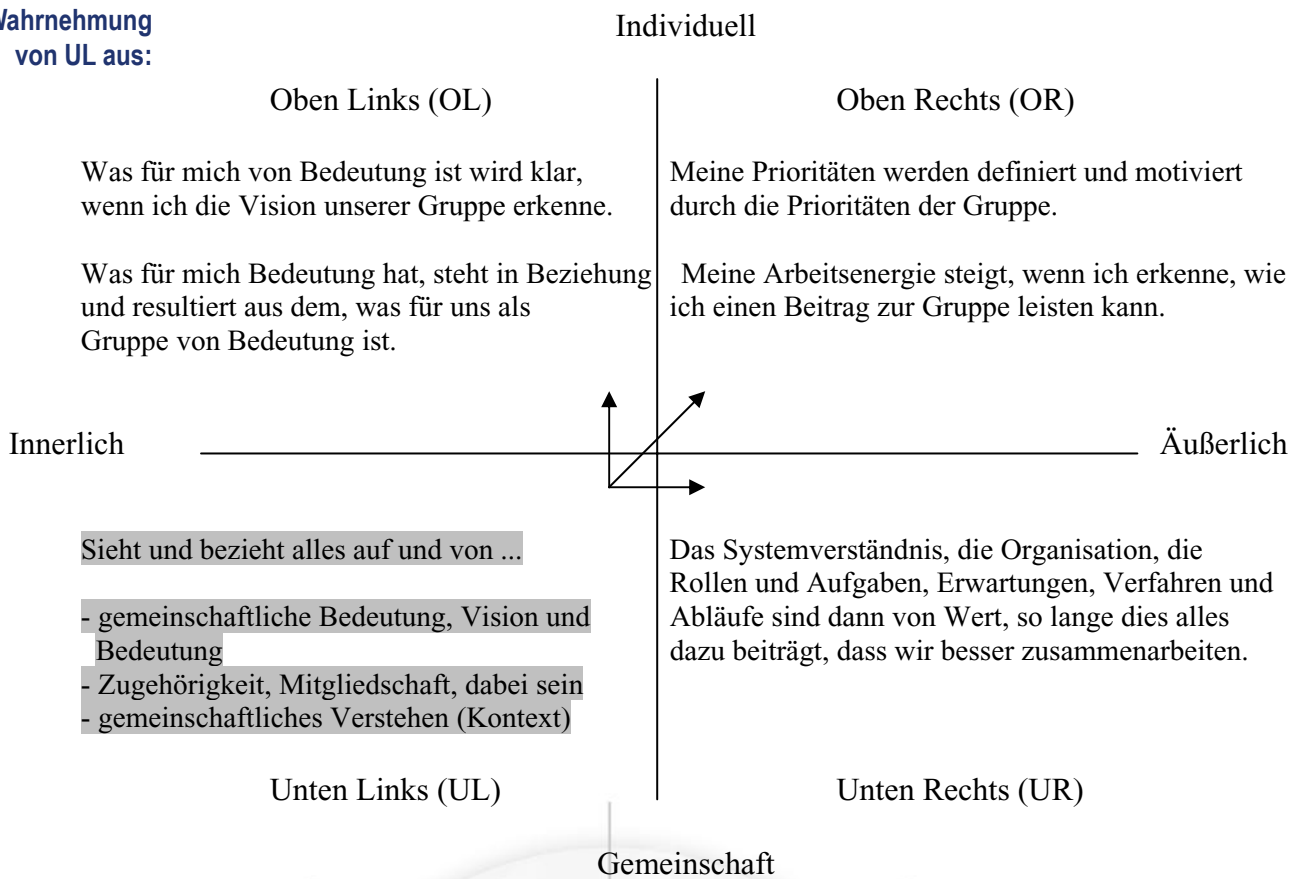 Wahrnehmung
von UL aus:
Individuell
Oben Links (OL)
Oben Rechts (OR)
Was für mich von Bedeutung ist wird klar,
wenn ich die Vision unserer Gruppe erkenne.
Was für mich Bedeutung hat, steht in Beziehung
und resultiert aus dem, was für uns als
Gruppe von Bedeutung ist.
Meine Prioritäten werden definiert und motiviert
durch die Prioritäten der Gruppe.
Meine Arbeitsenergie steigt, wenn ich erkenne, wie
ich einen Beitrag zur Gruppe leisten kann.
Innerlich
Äußerlich
Sieht und bezieht alles auf und von ...
- gemeinschaftliche Bedeutung, Vision und
Bedeutung
- Zugehörigkeit, Mitgliedschaft, dabei sein
- gemeinschaftliches Verstehen (Kontext)
Das Systemverständnis, die Organisation, die
Rollen und Aufgaben, Erwartungen, Verfahren und
Abläufe sind dann von Wert, so lange dies alles
dazu beiträgt, dass wir besser zusammenarbeiten.
Unten Links (UL)
Unten Rechts (UR)
Gemeinschaft